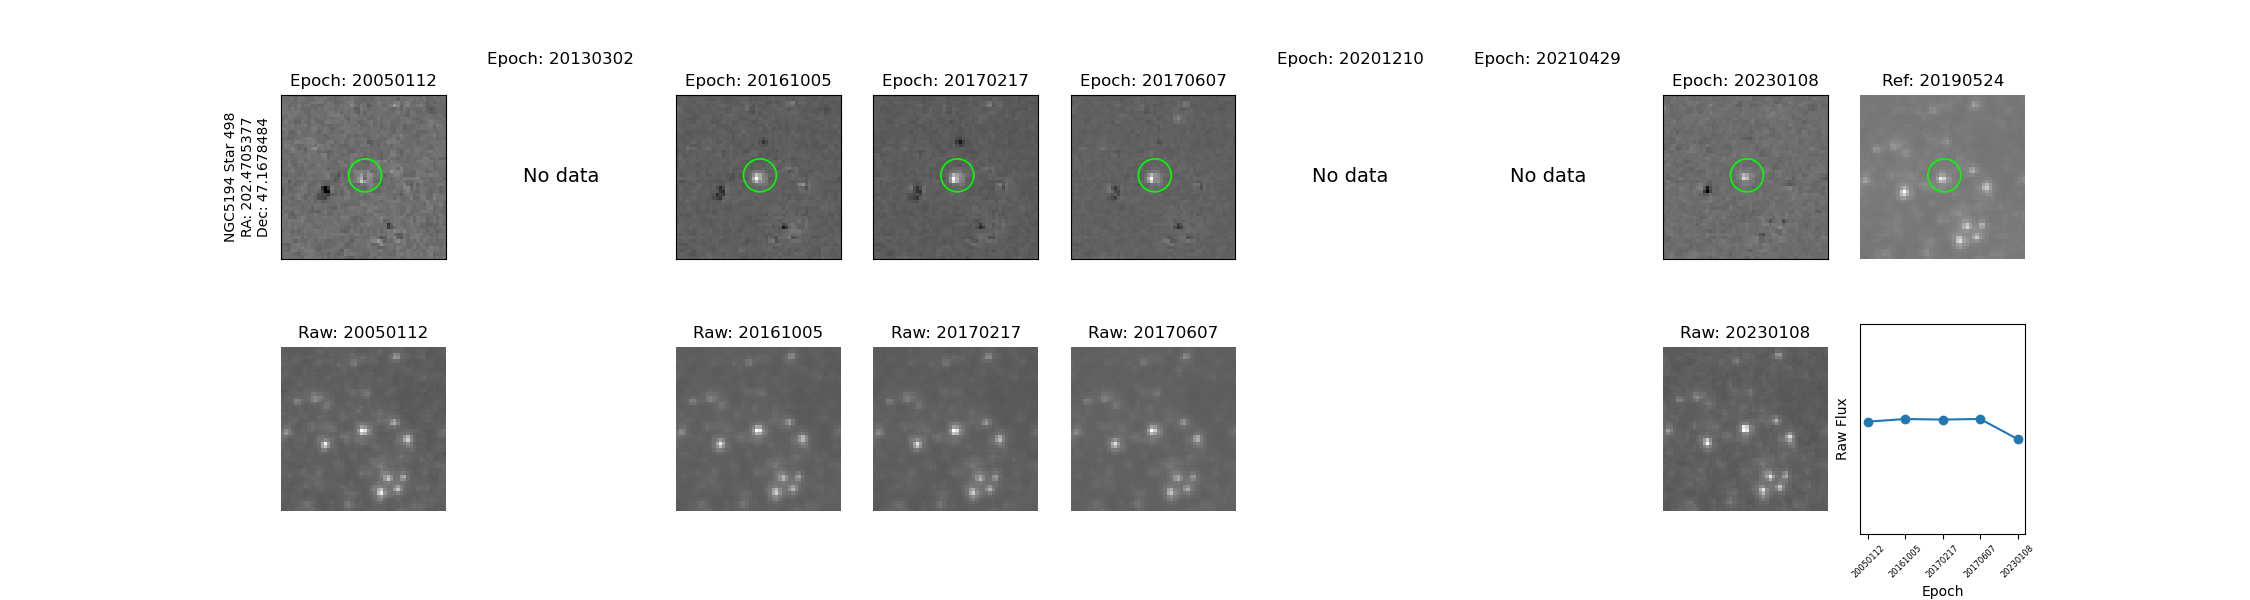 Epoch: 20050112
Epoch: 20130302
Epoch: 20161005
Epoch: 20170217
Epoch: 20170607
Epoch: 20201210
Epoch: 20210429
Epoch: 20230108
Ref: 20190524
NGC5194 Star 498
RA: 202.4705377
Dec: 47.1678484
No data
No data
No data
Raw: 20050112
Raw: 20161005
Raw: 20170217
Raw: 20170607
Raw: 20230108
Raw Flux
20050112
20161005
20170217
20170607
20230108
Epoch